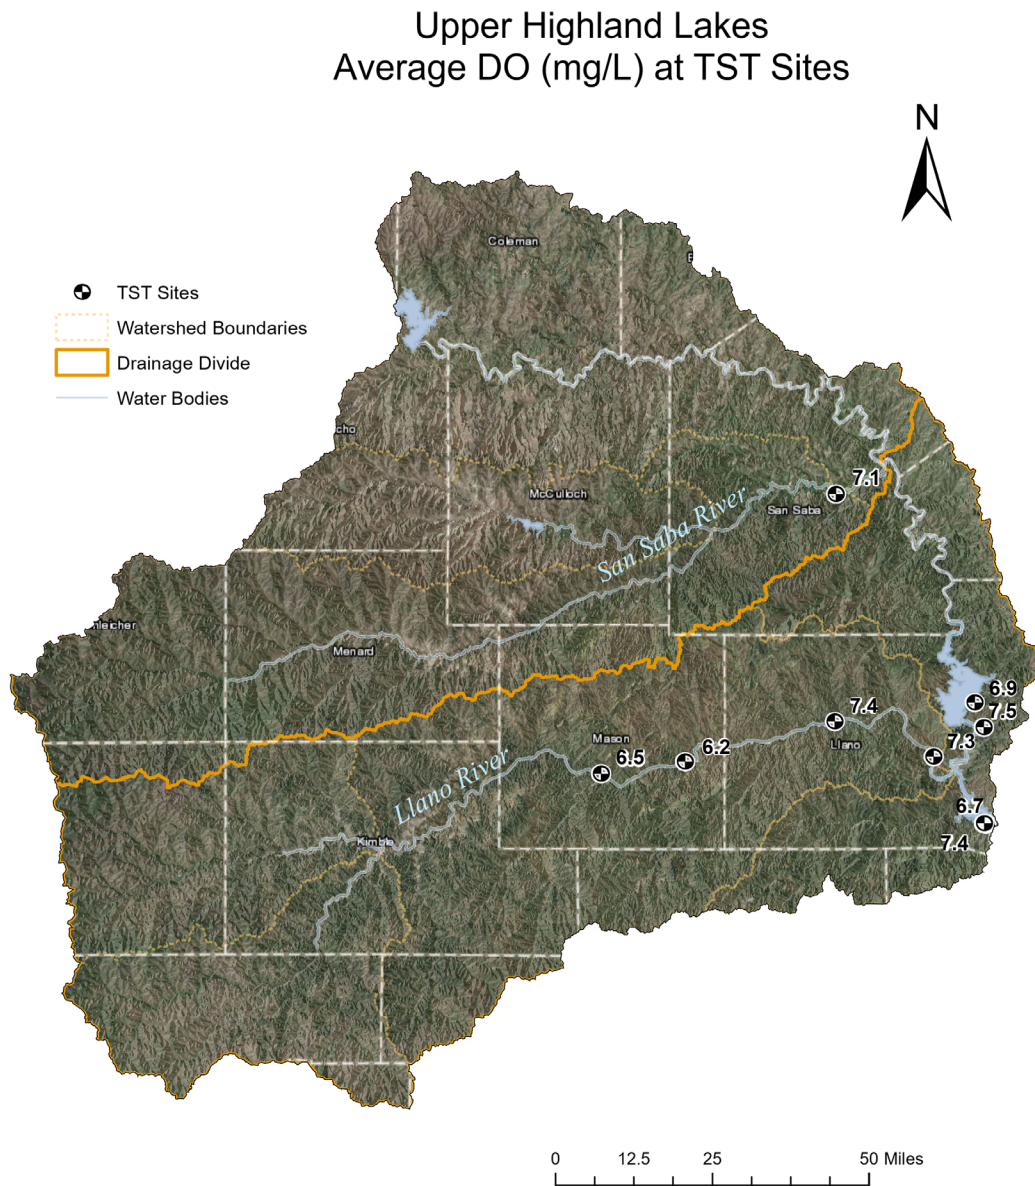 Upper Highland Lakes
Average DO (mg/L) at TST Sites
N
Coleman
TST Sites
Watershed Boundaries
Drainage Divide
Water Bodies
cho
McCulloch
7.1
San Saba
San Saba River
hleicher
Menard
6.9
7.5
7.4
Mason
Llano
7.3
6.5
6.2
Llano River
6.7
Kimble
7.4
0 12.5 25 50 Miles